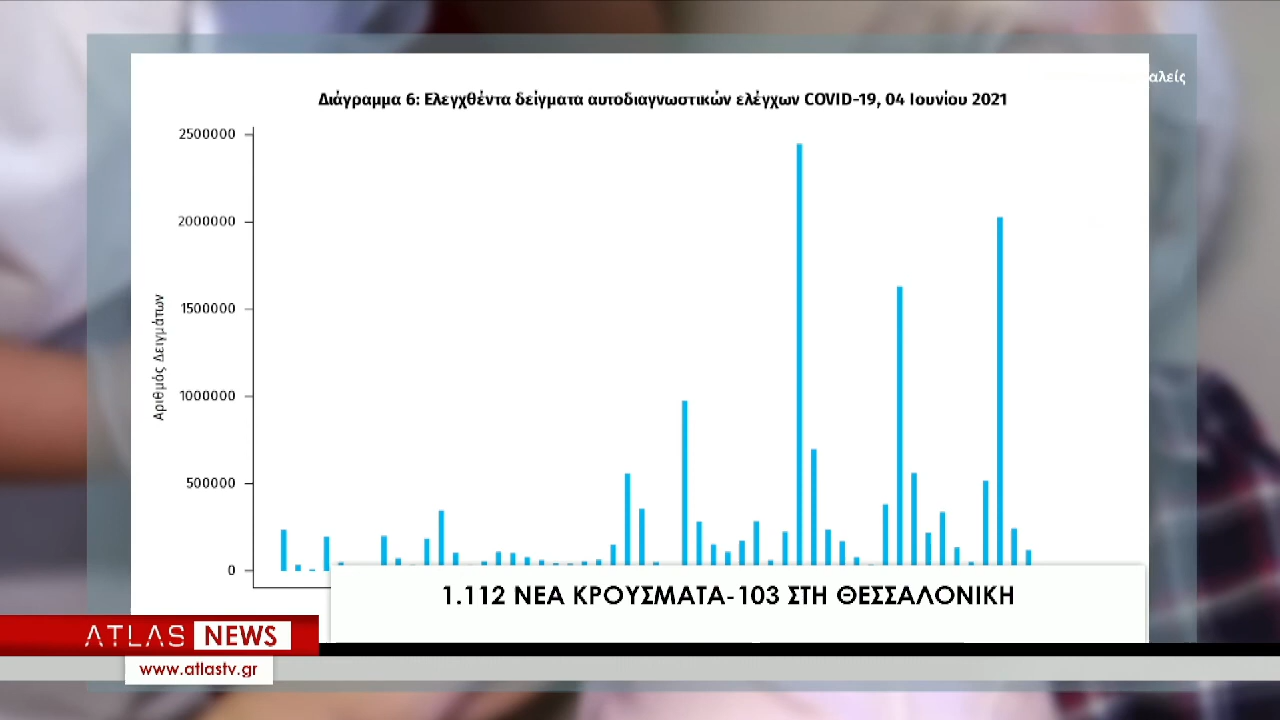 αλείς
Διάγραμμα 6: Ελεγχθέντα δείγματα αυτοδιαγνωστικών ελέγχων COVID-19, 04 Ιουνίου 2021
2500000
2000000
1500000
1000000
500000
0
Αριθμός Δειγμάτων
1.112 ΝΕΑ ΚΡΟΥΣΜΑΤΑ-103 ΣΤΗ ΘΕΣΣΑΛΟΝΙΚΗ
ATLAS NEWS
www.atlastv.gr